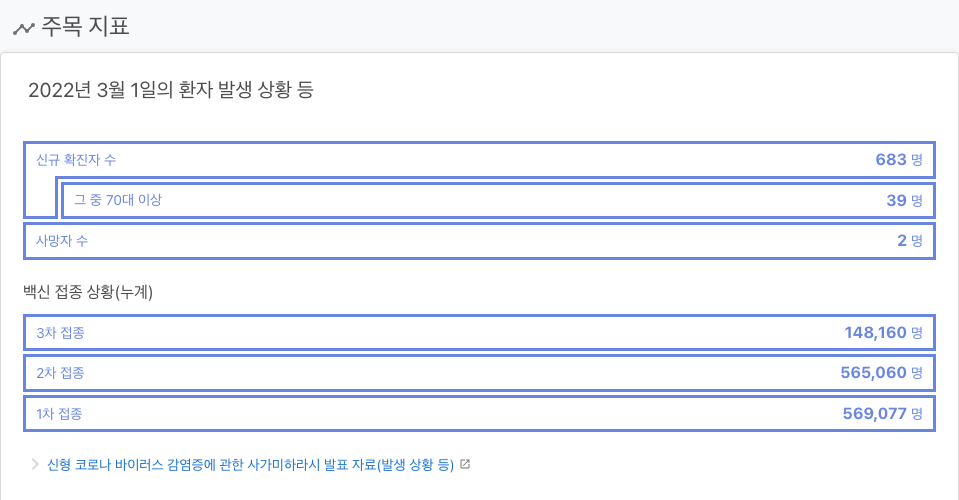 주목 지표
2022년 3월 1일의 환자 발생 상황 등
신규 확진자 수 683 명
그 중 70대 이상 39 명
사망자 수 2 명
백신 접종 상황(누계)
3차 접종 148,160 명
2차 접종 565,060 명
1차 접종 569,077 명
신형 코로나 바이러스 감염증에 관한 사가미하라시 발표 자료(발생 상황 등)